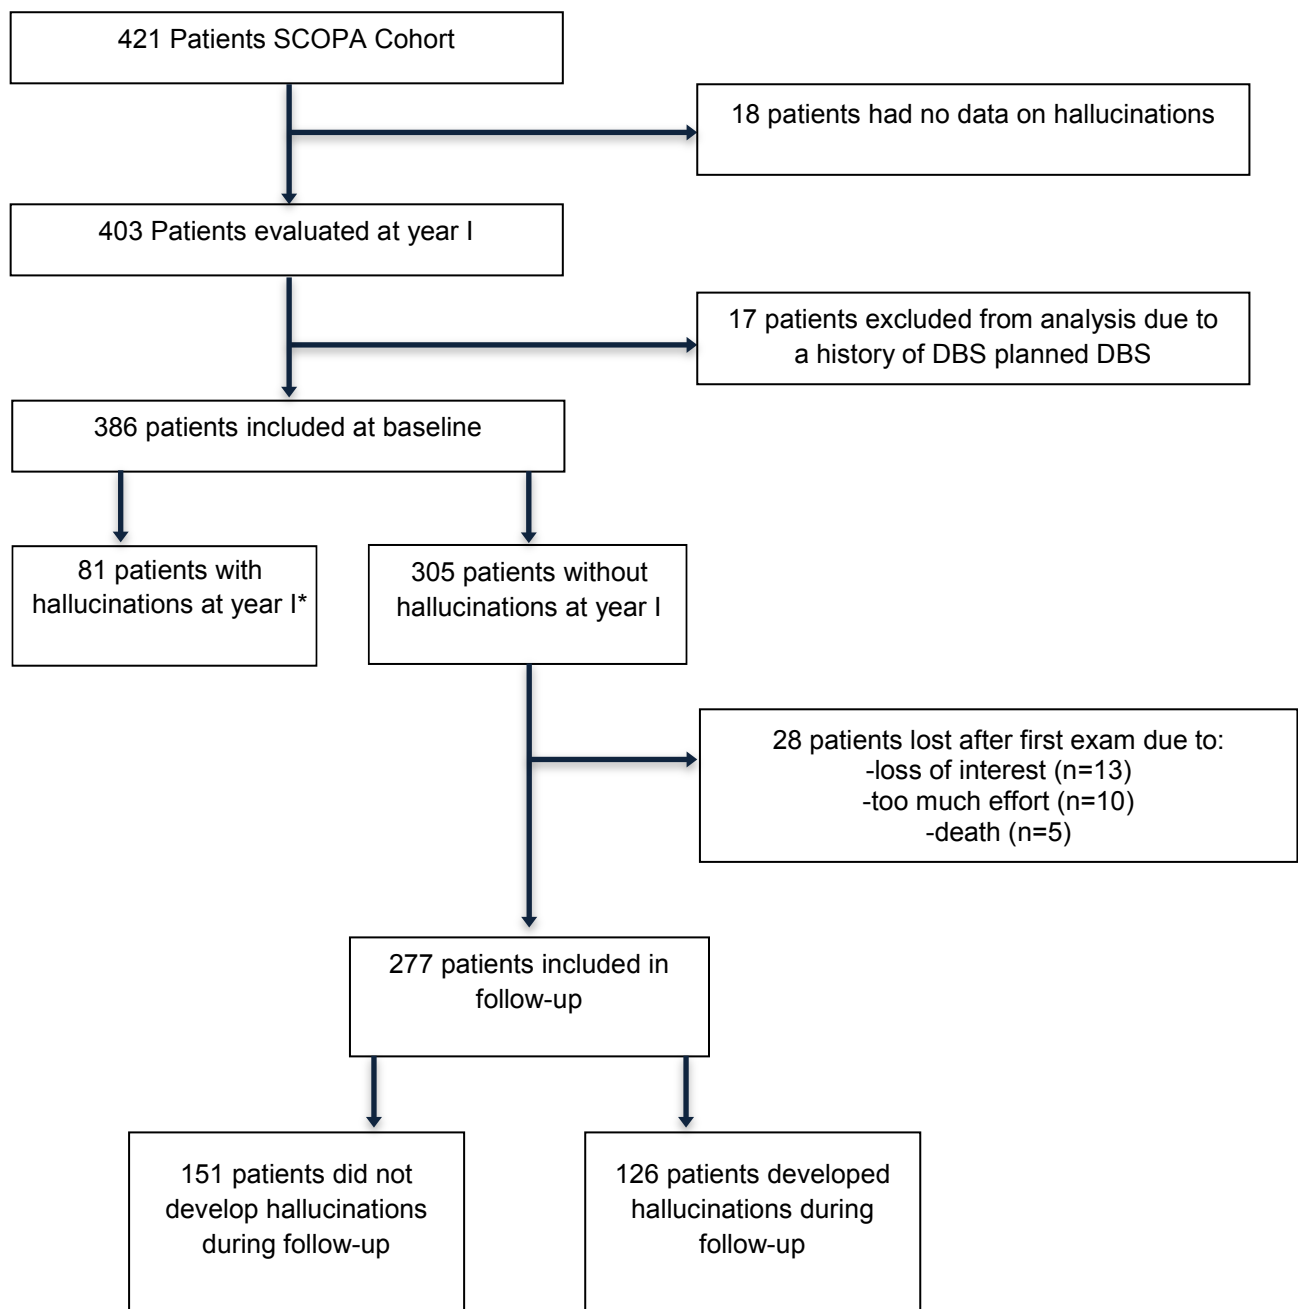 421 Patients SCOPA Cohort
18 patients had no data on hallucinations
403 Patients evaluated at year I
17 patients excluded from analysis due to
a history of DBS planned DBS
386 patients included at baseline
81 patients with
hallucinations at year I*
305 patients without
hallucinations at year I
28 patients lost after first exam due to:
-loss of interest (n=13)
-too much effort (n=10)
-death (n=5)
277 patients included in
follow-up
151 patients did not
develop hallucinations
during follow-up
126 patients developed
hallucinations during
follow-up